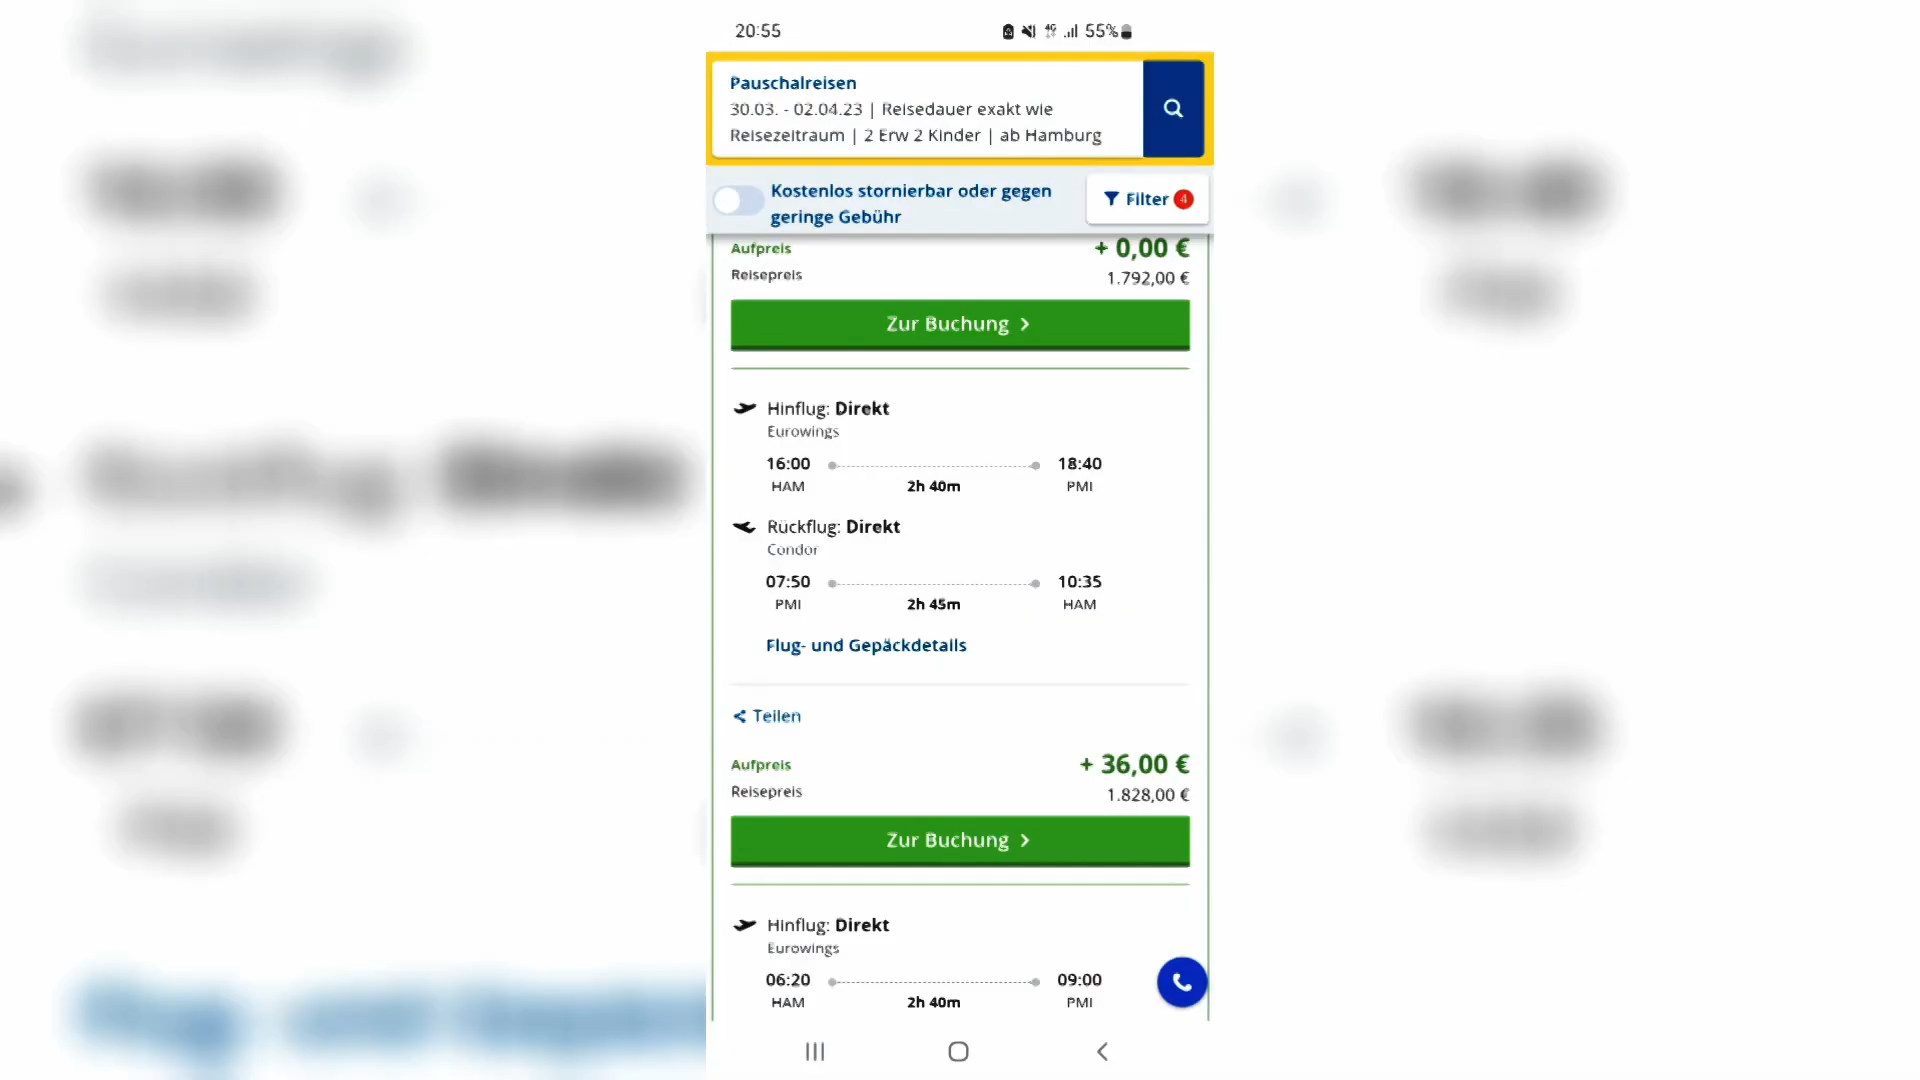 20:55
4G 55%
Pauschalreisen
30.03. - 02.04.23 | Reisedauer exakt wie
Reisezeitraum | 2 Erw 2 Kinder | ab Hamburg
Kostenlos stornierbar oder gegen
geringe Gebühr
Filter 4
Aufpreis + 0,00 €
Reisepreis 1.792,00 €
Zur Buchung
Hinflug: Direkt
Eurowings
16:00 18:40
HAM 2h 40m PMI
Rückflug: Direkt
Condor
07:50 10:35
PMI 2h 45m HAM
Flug- und Gepäckdetails
Teilen
Aufpreis + 36,00 €
Reisepreis 1.828,00 €
Zur Buchung
Hinflug: Direkt
Eurowings
06:20 09:00
HAM 2h 40m PMI